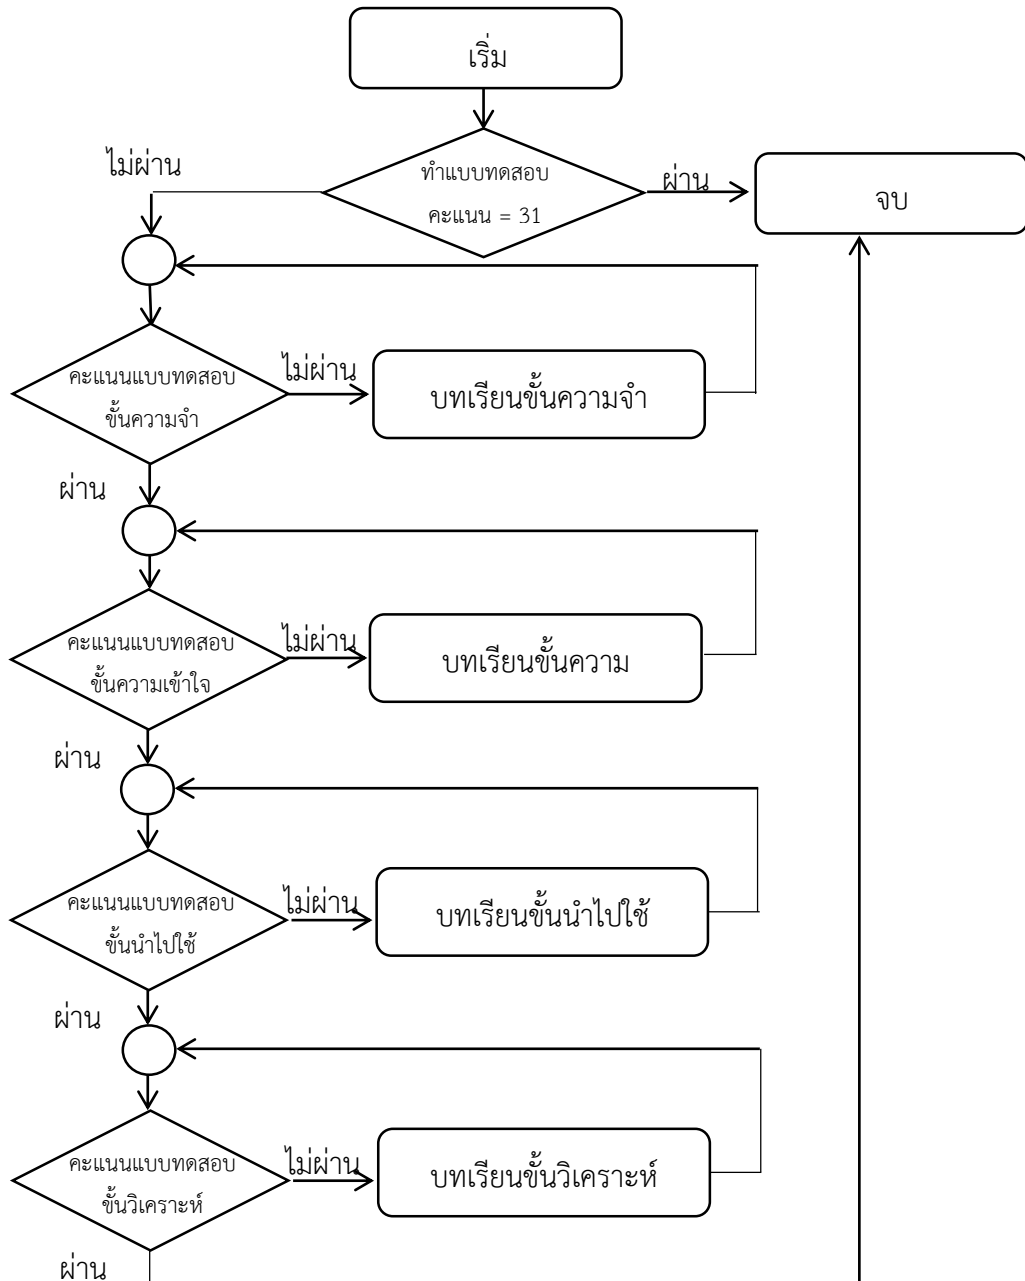 เริ่ม
ไม่ผ่าน
ทำแบบทดสอบ
คะแนน = 31
ผ่าน
จบ
คะแนนแบบทดสอบ
ขั้นความจำ
ไม่ผ่าน
บทเรียนขั้นความจำ
ผ่าน
คะแนนแบบทดสอบ
ขั้นความเข้าใจ
ไม่ผ่าน
บทเรียนขั้นความ
ผ่าน
คะแนนแบบทดสอบ
ขั้นนำไปใช้
ไม่ผ่าน
บทเรียนขั้นนำไปใช้
ผ่าน
คะแนนแบบทดสอบ
ขั้นวิเคราะห์
ไม่ผ่าน
บทเรียนขั้นวิเคราะห์
ผ่าน